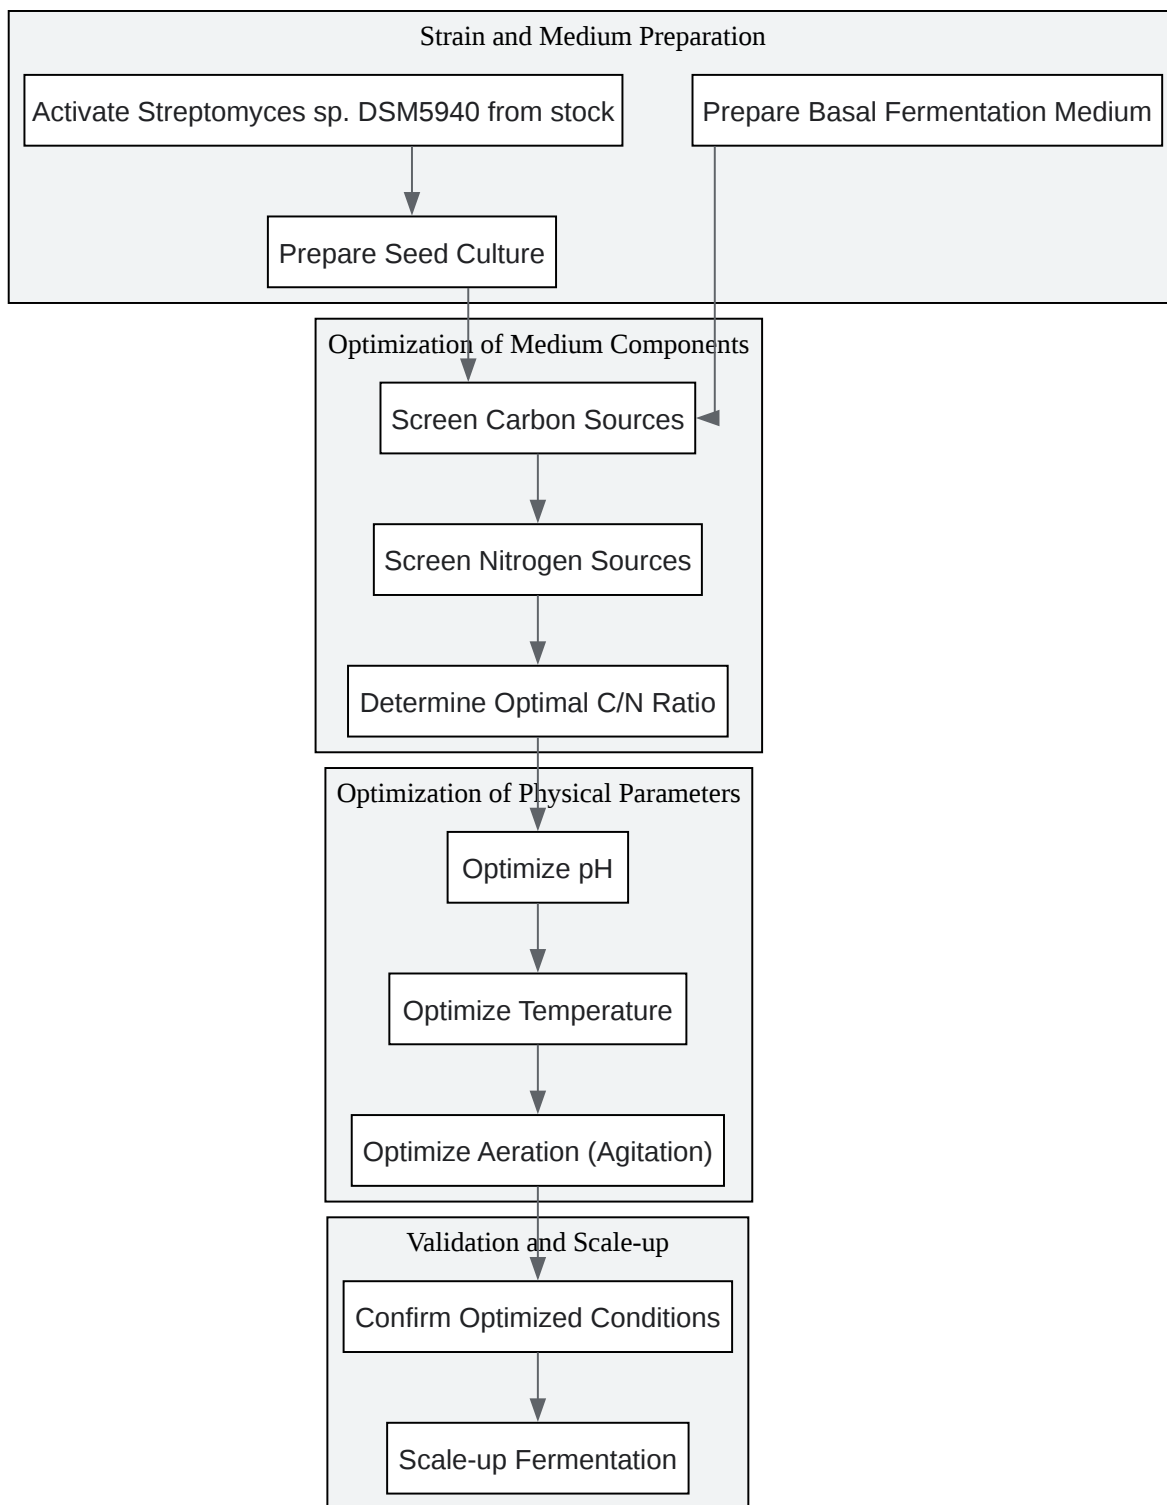 Strain and Medium Preparation
Activate Streptomyces sp. DSM5940 from stock
Prepare Basal Fermentation Medium
Prepare Seed Culture
Optimization of Medium Components
Screen Carbon Sources
Screen Nitrogen Sources
Determine Optimal C/N Ratio
Optimization of Physical Parameters
Optimize pH
Optimize Temperature
Optimize Aeration (Agitation)
Validation and Scale-up
Confirm Optimized Conditions
Scale-up Fermentation